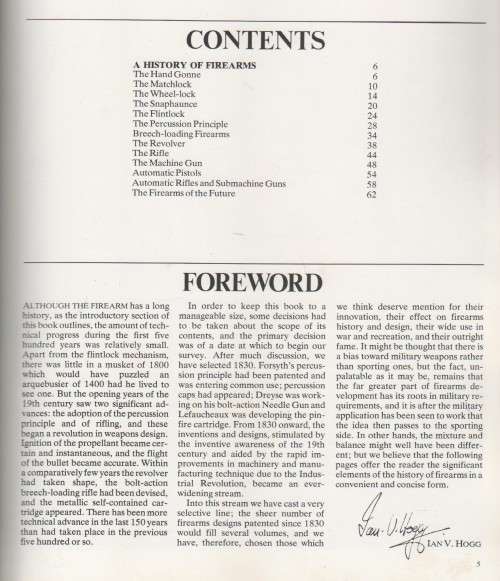 CONTENTS
A HISTORY OF FIREARMS 6
The Hand Gonne 6
The Matchlock 10
The Wheel-lock 14
The Snaphaunce 20
The Flintlock 24
The Percussion Principle 28
Breech-loading Firearms 34
The Revolver 38
The Rifle 44
The Machine Gun 48
Automatic Pistols 54
Automatic Rifles and Submachine Guns 58
The Firearms of the Future 62
FOREWORD
ALTHOUGH THE FIREARM has a long
history, as the introductory section of
this book outlines, the amount of tech-
nical progress during the first five
hundred years was relatively small.
Apart from the flintlock mechanism,
there was little in a musket of 1800
which would have puzzled an
arquebusier of 1400 had he lived to
see one. But the opening years of the
19th century saw two significant ad-
vances: the adoption of the percussion
principle and of rifling, and these
began a revolution in weapons design.
Ignition of the propellant became cer-
tain and instantaneous, and the flight
of the bullet became accurate. Within
a comparatively few years the revolver
had taken shape, the bolt-action
breech-loading rifle had been devised,
and the metallic self-contained car-
tridge appeared. There has been more
technical advance in the last 150 years
than had taken place in the previous
five hundred or so.
In order to keep this book to a
manageable size, some decisions had
to be taken about the scope of its
contents, and the primary decision
was of a date at which to begin our
survey. After much discussion, we
have selected 1830. Forsyth's percus-
sion principle had been patented and
was entering common use; percussion
caps had appeared; Dreyse was work-
ing on his bolt-action Needle Gun and
Lefaucheaux was developing the pin-
fire cartridge. From 1830 onward, the
inventions and designs, stimulated by
the inventive awareness of the 19th
century and aided by the rapid im-
provements in machinery and manu-
facturing technique due to the Indus-
trial Revolution, became an ever-
widening stream.
Into this stream we have cast a very
selective line; the sheer number of
firearms designs patented since 1830
would fill several volumes, and we
have, therefore, chosen those which
we think deserve mention for their
innovation, their effect on firearms
history and design, their wide use in
war and recreation, and their outright
fame. It might be thought that there is
a bias toward military weapons rather
than sporting ones, but the fact, un-
palatable as it may be, remains that
the far greater part of firearms de-
velopment has its roots in military re-
quirements, and it is after the military
application has been seen to work that
the idea then passes to the sporting
side. In other hands, the mixture and
balance might well have been differ-
ent; but we believe that the following
pages offer the reader the significant
elements of the history of firearms in a
convenient and concise form.
Ian V. Hogg
IAN V. HOGG
5